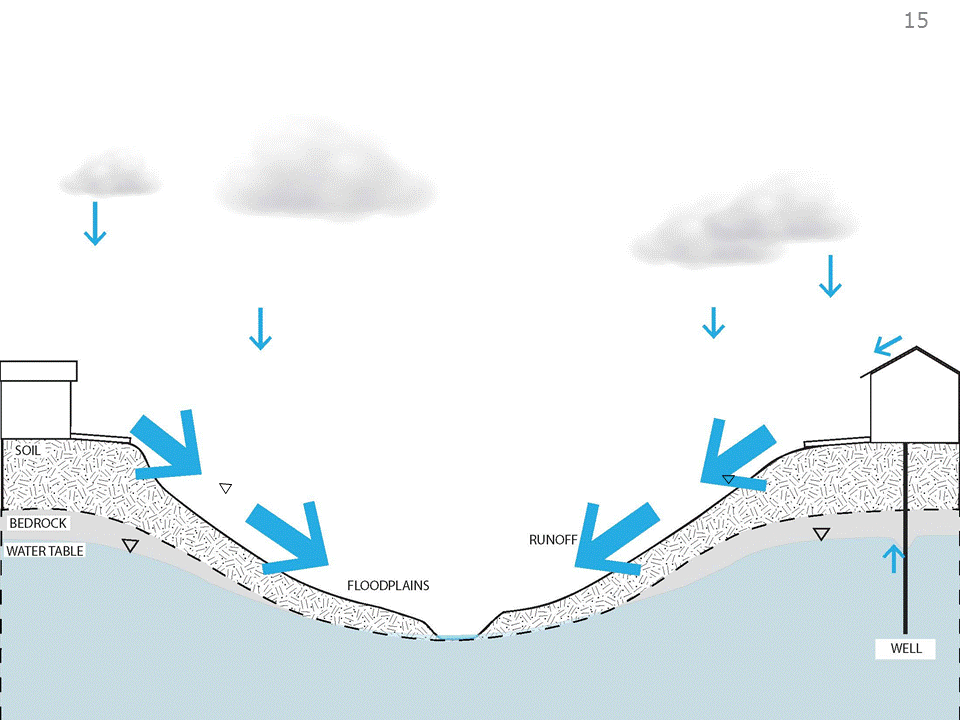 15
SOIL
BEDROCK
WATER TABLE
RUNOFF
FLOODPLAINS
WELL